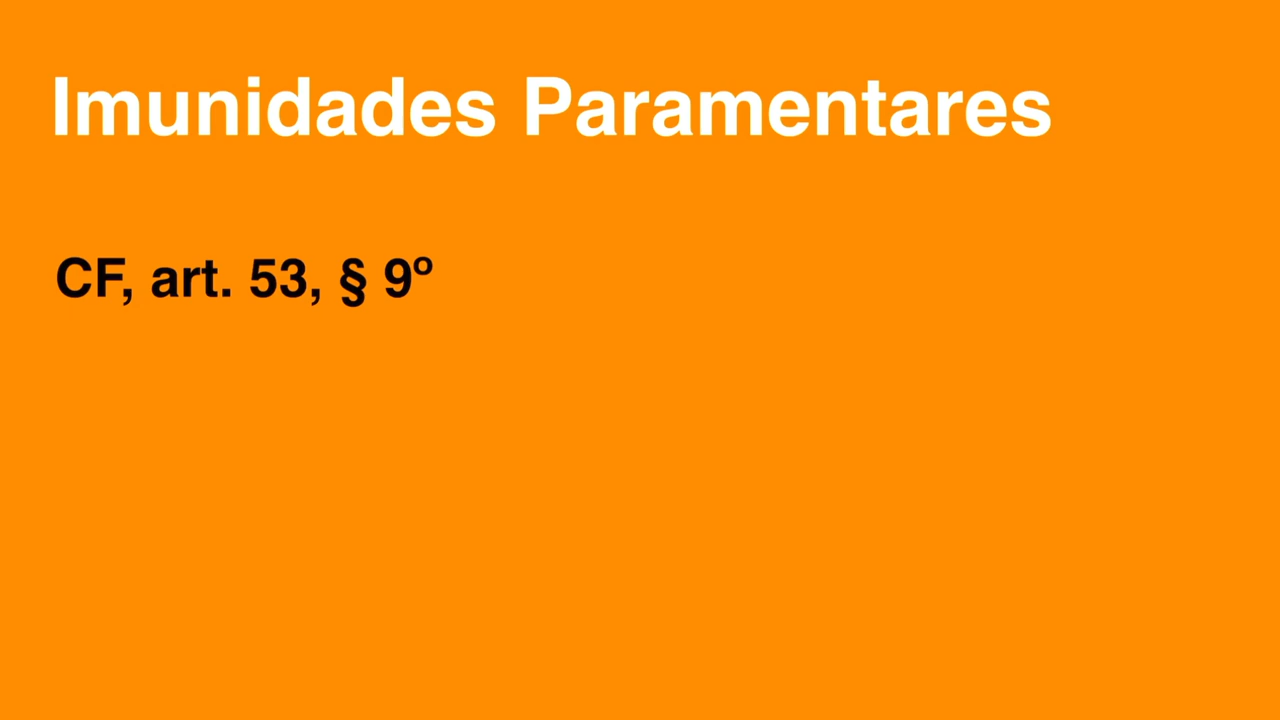 Imunidades Paramentares
CF, art. 53, § 9º